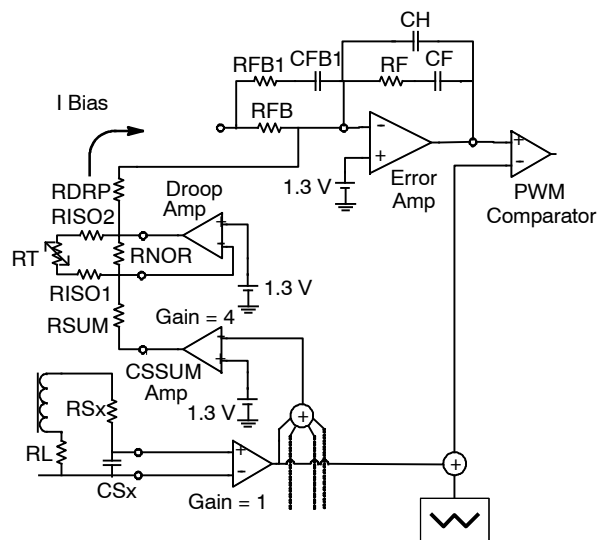 CH
RFB1
CFB1
RF
CF
I Bias
RFB
-
+
+
-
1.3 V
Error
Amp
PWM
Comparator
RDRP
RISO2
Droop
Amp
+
RT
RNOR
RISO1
1.3 V
RSUM
Gain = 4
CSSUM
Amp
+
1.3 V
RSx
+
RL
+
-
+
CSx
Gain = 1